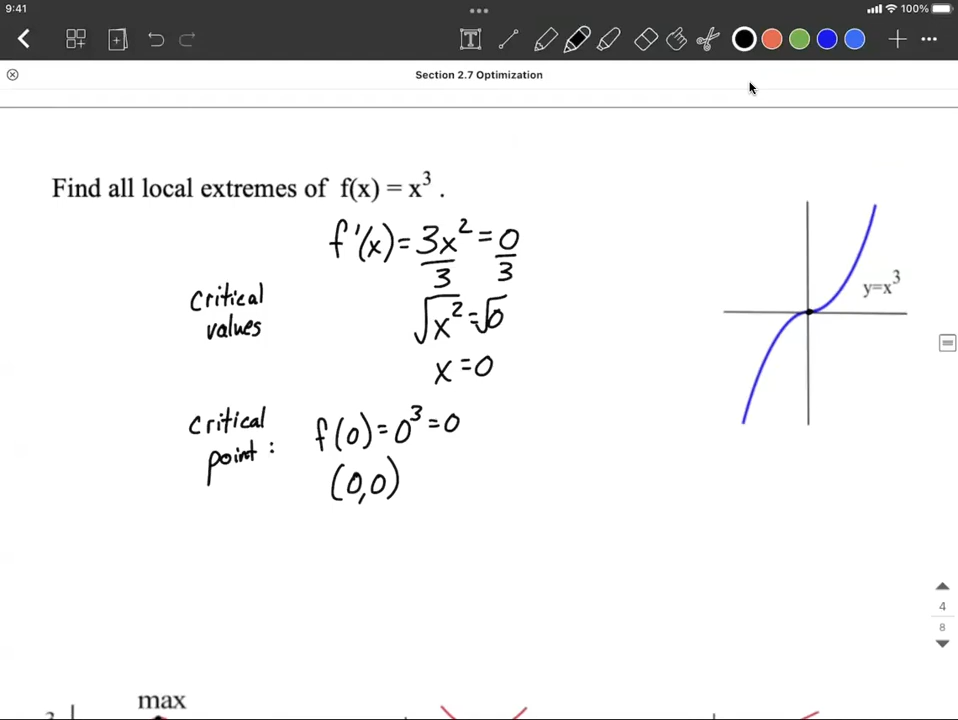 9:41
100%
Section 2.7 Optimization
Find all local extremes of f(x) = x³ .
f'(x) = 3x² = 0
3 3
critical
values
√x² = √0
x = 0
y=x³
critical
point:
f(0) = 0³ = 0
(0,0)
4
8
max